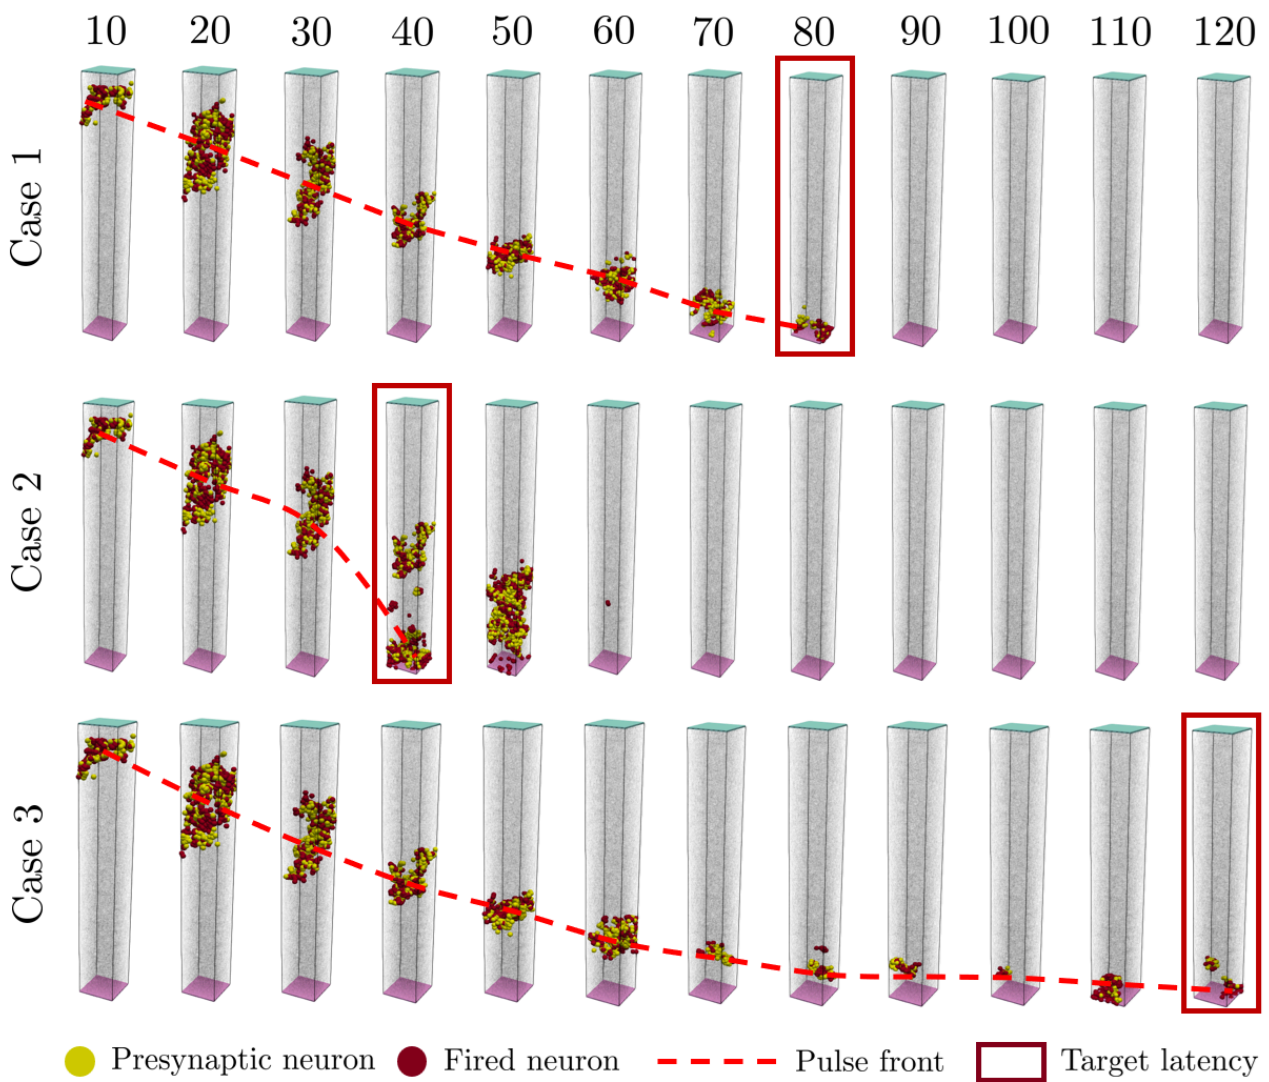 10 20 30 40 50 60 70 80 90 100 110 120
Case 1
Case 2
Case 3
Presynaptic neuron Fired neuron Pulse front Target latency